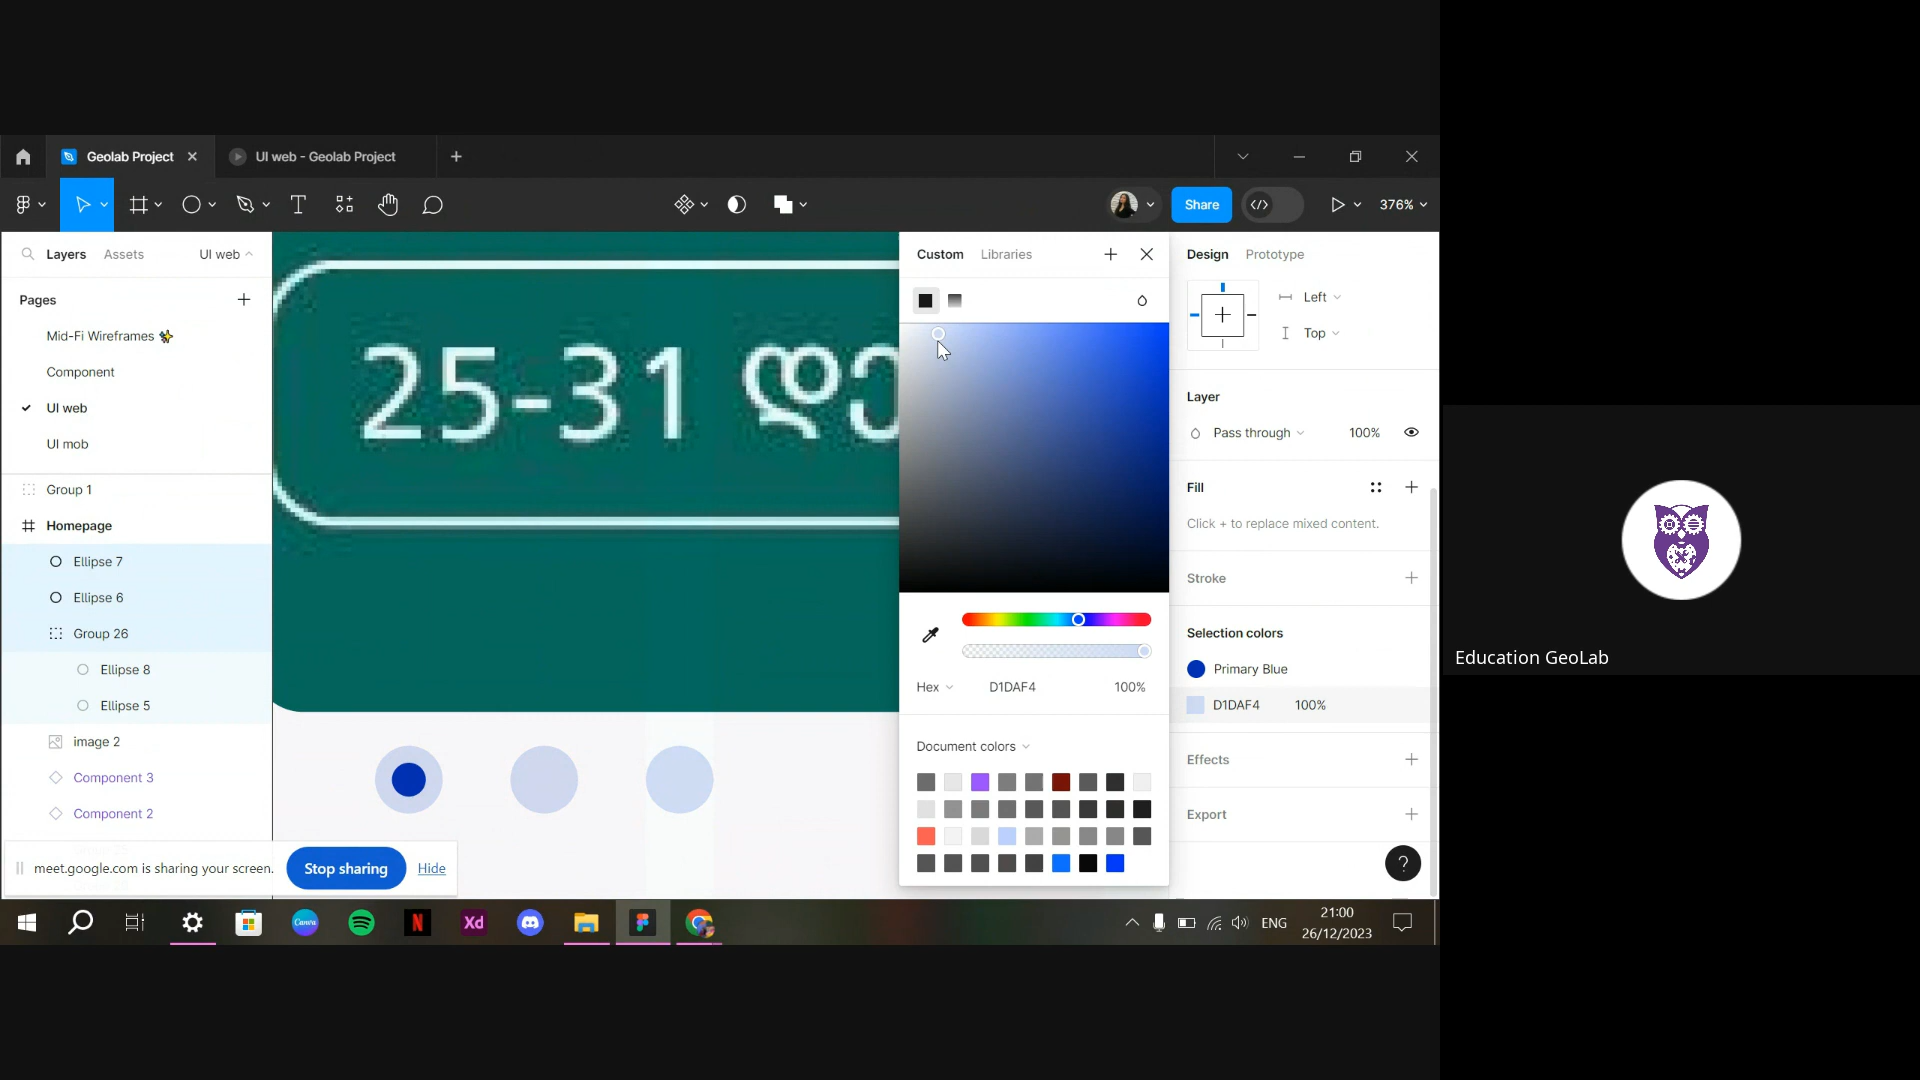 Geolab Project
UI web - Geolab Project
Share
376%
Layers
Assets
UI web
Pages
Mid-Fi Wireframes ✨
Component
UI web
UI mob
Group 1
Homepage
Ellipse 7
Ellipse 6
Group 26
Ellipse 8
Ellipse 5
image 2
Component 3
Component 2
25-31 დე
Custom
Libraries
Hex
D1DAF4
100%
Document colors
Design
Prototype
Left
Top
Layer
Pass through
100%
Fill
Click + to replace mixed content.
Stroke
Selection colors
Primary Blue
D1DAF4
100%
Effects
Export
?
meet.google.com is sharing your screen.
Stop sharing
Hide
Canva
N
Xd
ENG
21:00
26/12/2023
Education GeoLab